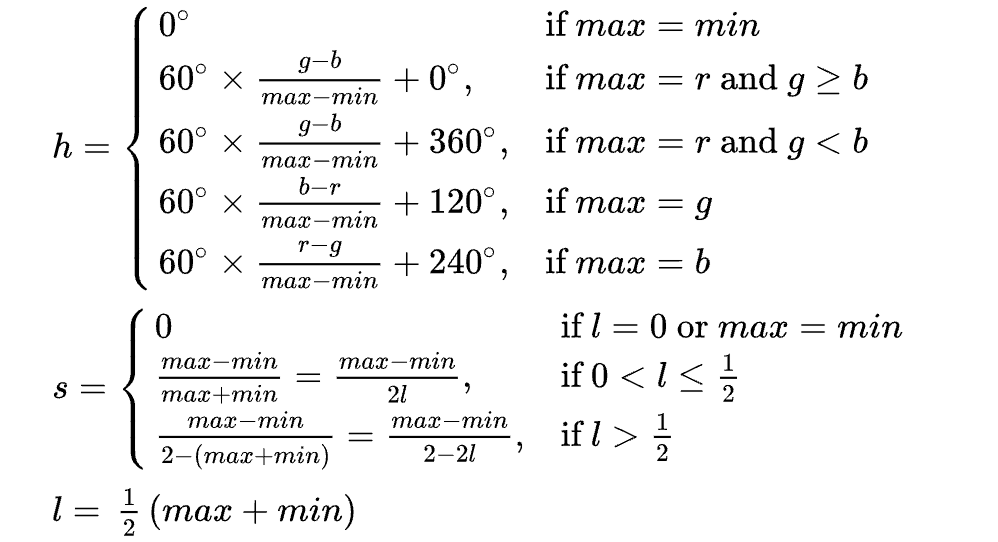 h = { 0° if max = min
60° × (g−b)/(max−min) + 0°, if max = r and g ≥ b
60° × (g−b)/(max−min) + 360°, if max = r and g < b
60° × (b−r)/(max−min) + 120°, if max = g
60° × (r−g)/(max−min) + 240°, if max = b
s = { 0 if l = 0 or max = min
(max−min)/(max+min) = (max−min)/(2l), if 0 < l ≤ 1/2
(max−min)/(2−(max+min)) = (max−min)/(2−2l), if l > 1/2
l = 1/2 (max + min)